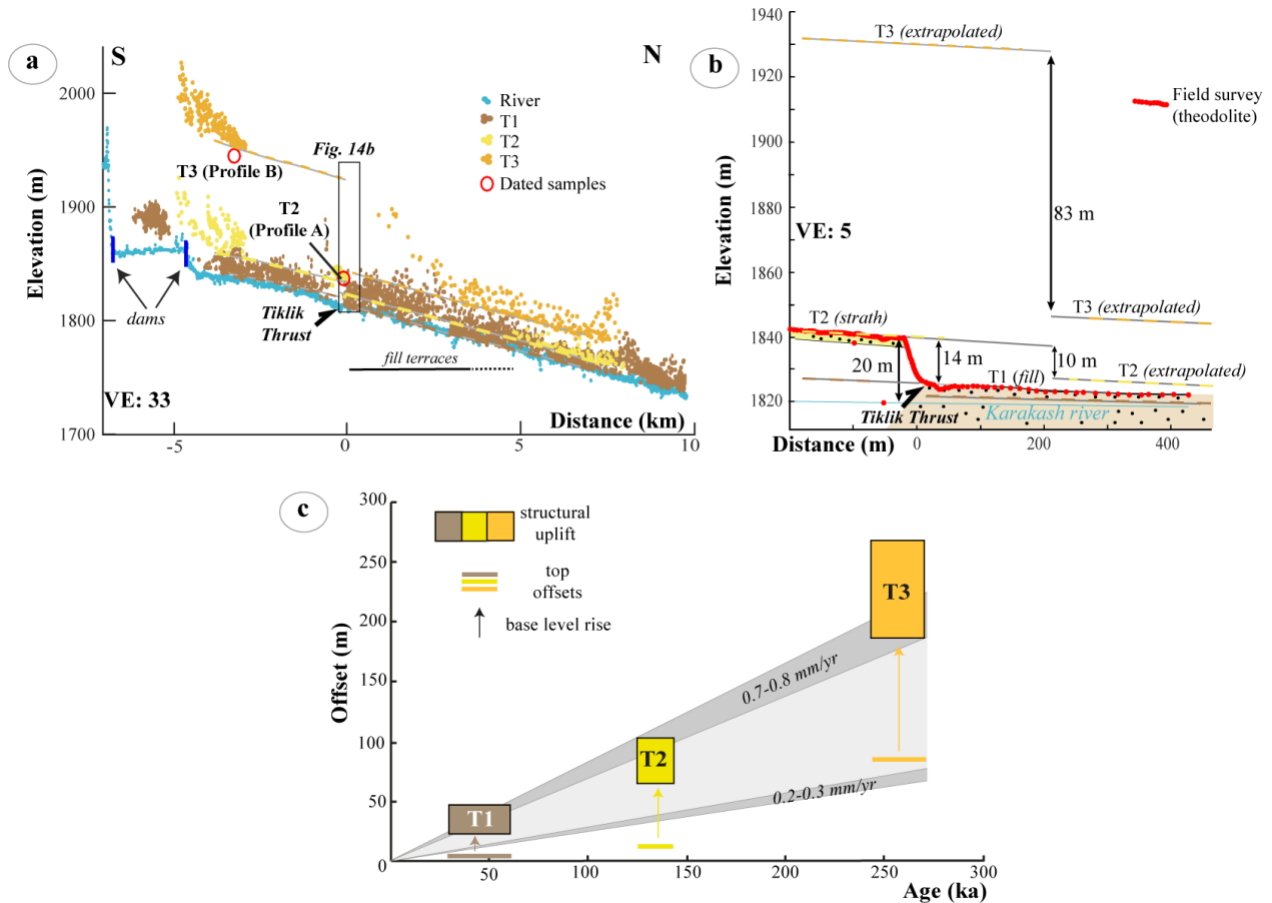 a
S
N
2000
1900
1800
1700
Elevation (m)
River
T1
T2
T3
Dated samples
Fig. 14b
T3 (Profile B)
T2
(Profile A)
dams
Tiklik
Thrust
fill terraces
VE: 33
Distance (km)
-5
0
5
10
b
1940
1920
1900
1880
1860
1840
1820
Elevation (m)
T3 (extrapolated)
Field survey
(theodolite)
83 m
VE: 5
T3 (extrapolated)
T2 (strath)
20 m
14 m
10 m
T1 (fill)
T2 (extrapolated)
Tiklik Thrust
Karakash river
Distance (m)
0
200
400
c
300
250
200
150
100
50
0
Offset (m)
structural
uplift
top
offsets
base level rise
T1
T2
T3
0.7-0.8 mm/yr
0.2-0.3 mm/yr
50
100
150
200
250
300
Age (ka)